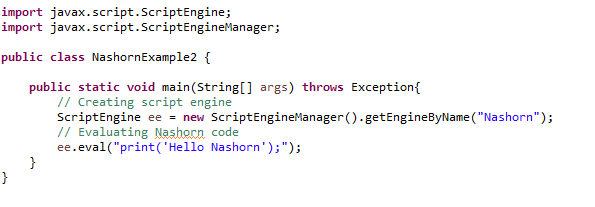 import javax.script.ScriptEngine;
import javax.script.ScriptEngineManager;
public class NashornExample2 {
public static void main(String[] args) throws Exception{
// Creating script engine
ScriptEngine ee = new ScriptEngineManager().getEngineByName("Nashorn");
// Evaluating Nashorn code
ee.eval("print('Hello Nashorn');");
}
}